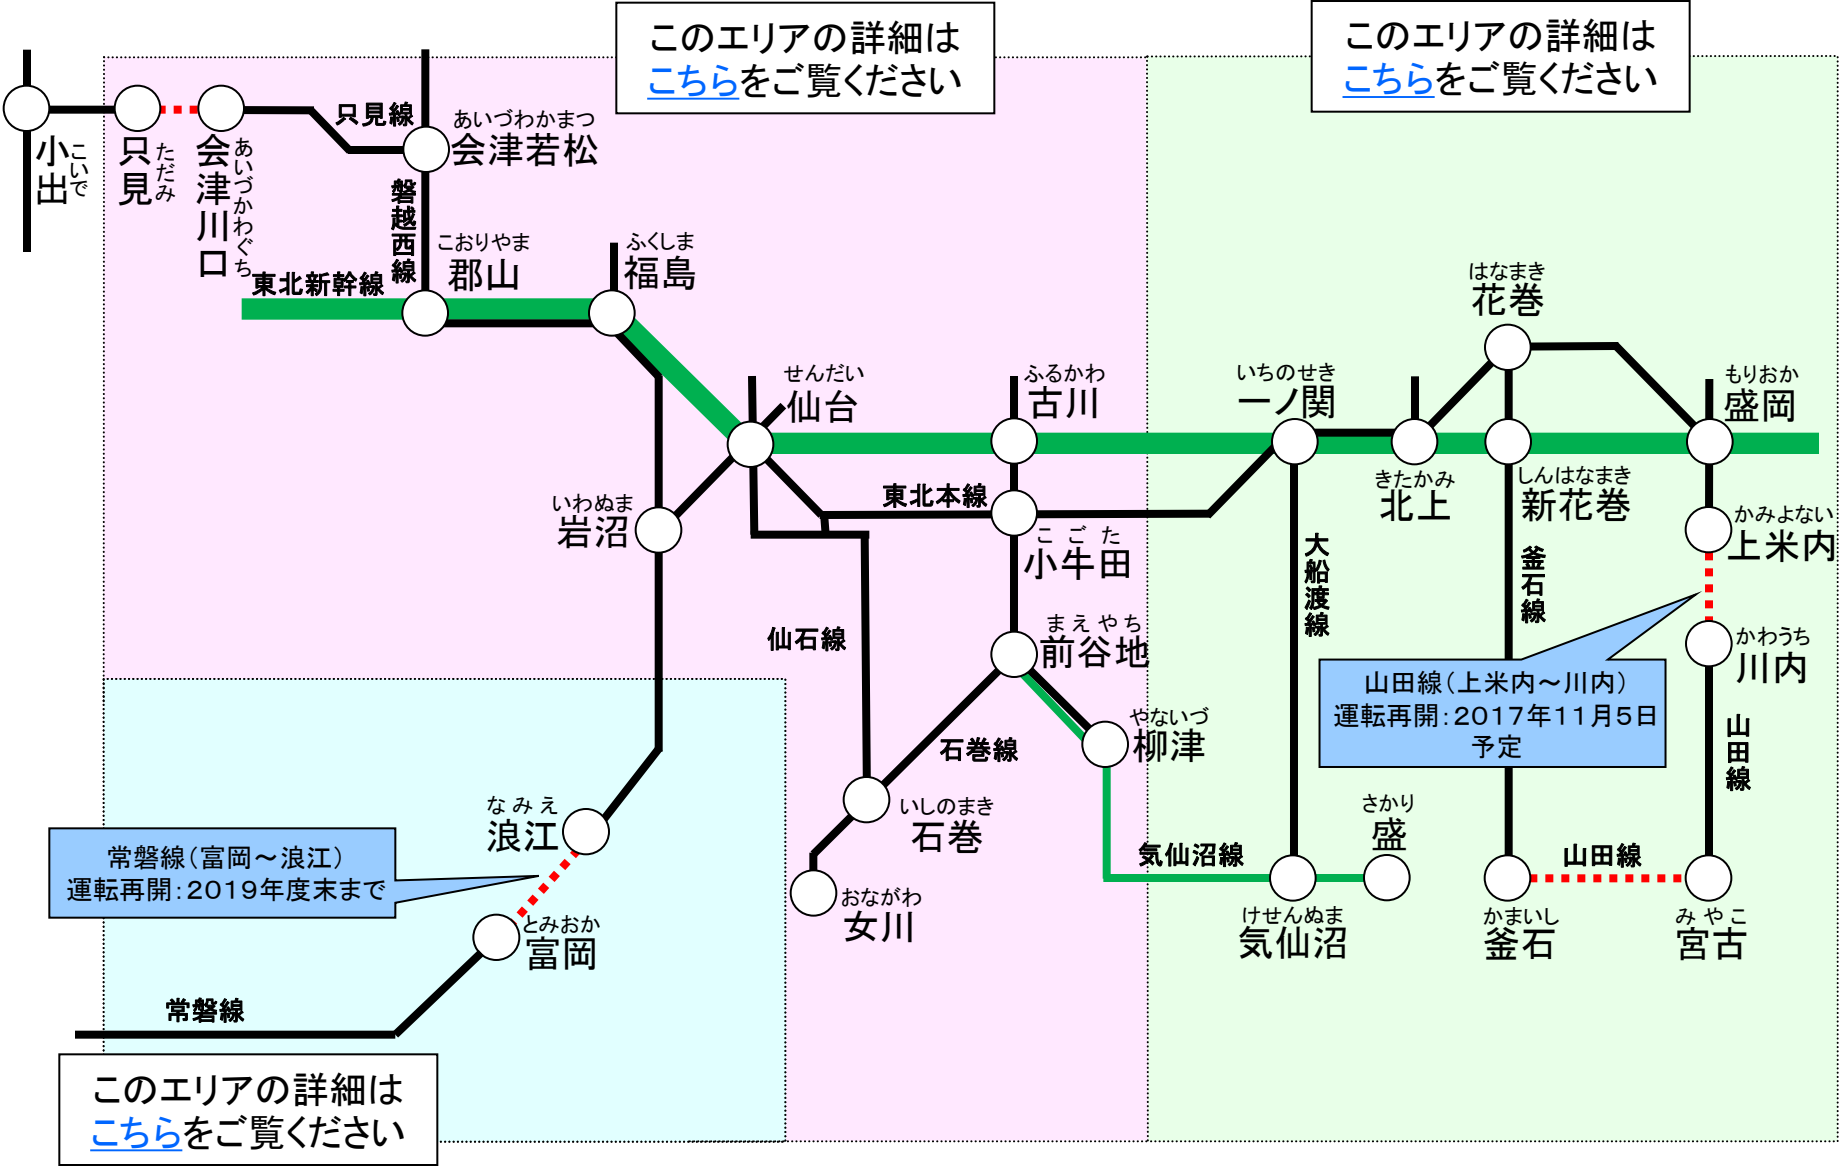 このエリアの詳細は
こちらをご覧ください
このエリアの詳細は
こちらをご覧ください
こいで
小出
ただみ
只見
あいづかわぐち
会津川口
只見線
あいづわかまつ
会津若松
磐越西線
こおりやま
郡山
ふくしま
福島
東北新幹線
せんだい
仙台
ふるかわ
古川
いちのせき
一ノ関
はなまき
花巻
もりおか
盛岡
きたかみ
北上
しんはなまき
新花巻
かみよない
上米内
いわぬま
岩沼
東北本線
こごた
小牛田
大船渡線
釜石線
仙石線
まえやち
前谷地
かわうち
川内
山田線(上米内～川内)
運転再開:2017年11月5日
予定
山田線
やないづ
柳津
石巻線
なみえ
浪江
いしのまき
石巻
さかり
盛
気仙沼線
山田線
常磐線(富岡～浪江)
運転再開:2019年度末まで
おながわ
女川
けせんぬま
気仙沼
かまいし
釜石
みやこ
宮古
とみおか
富岡
常磐線
このエリアの詳細は
こちらをご覧ください